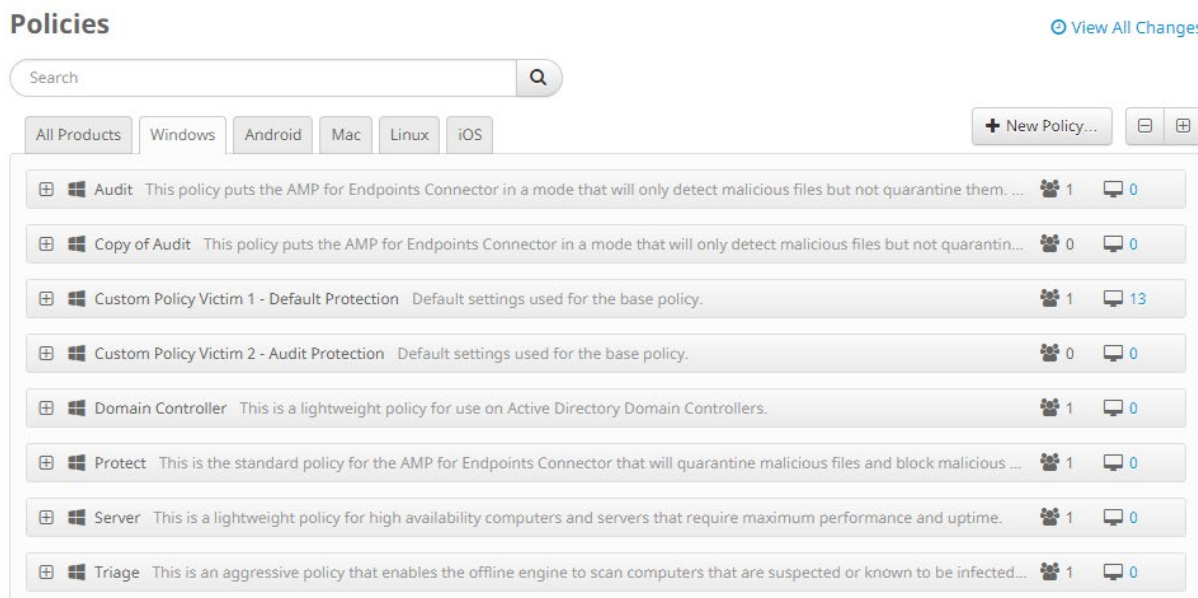 Policies
View All Changes
Search
All Products Windows Android Mac Linux iOS
New Policy...
Audit This policy puts the AMP for Endpoints Connector in a mode that will only detect malicious files but not quarantine them. ... 1 0
Copy of Audit This policy puts the AMP for Endpoints Connector in a mode that will only detect malicious files but not quarantin... 0 0
Custom Policy Victim 1 - Default Protection Default settings used for the base policy. 1 13
Custom Policy Victim 2 - Audit Protection Default settings used for the base policy. 0 0
Domain Controller This is a lightweight policy for use on Active Directory Domain Controllers. 1 0
Protect This is the standard policy for the AMP for Endpoints Connector that will quarantine malicious files and block malicious ... 1 0
Server This is a lightweight policy for high availability computers and servers that require maximum performance and uptime. 1 0
Triage This is an aggressive policy that enables the offline engine to scan computers that are suspected or known to be infected... 1 0